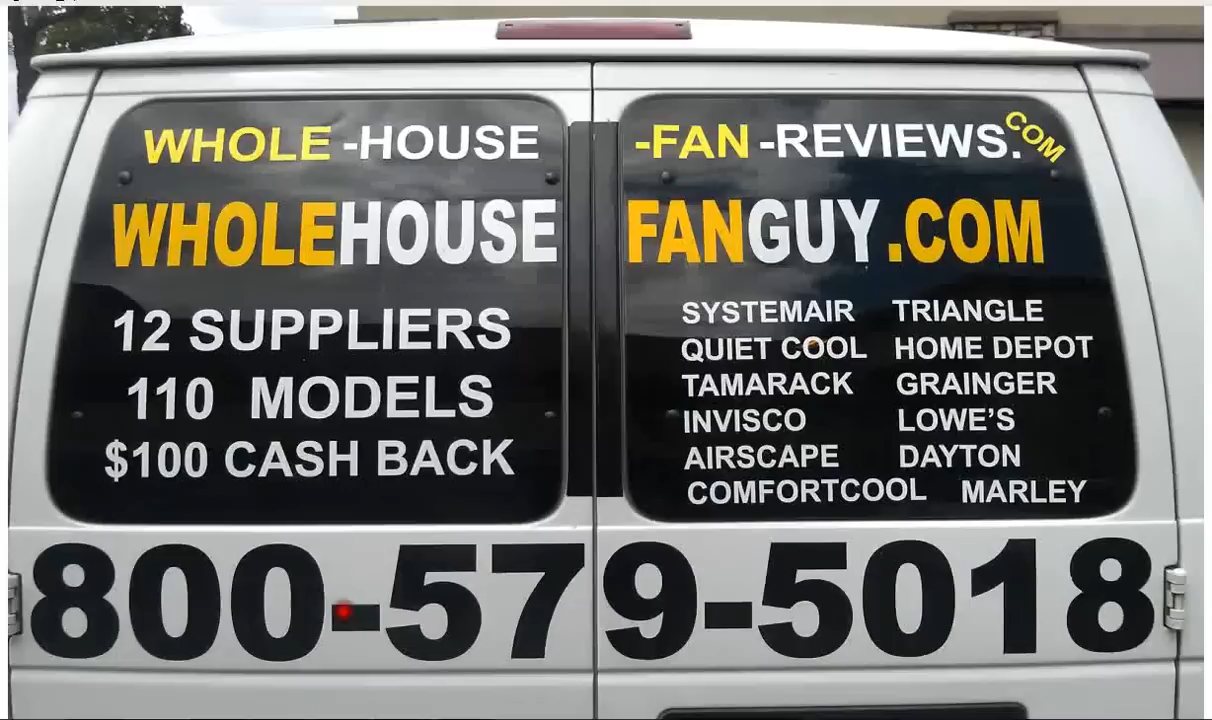 WHOLE-HOUSE-FAN-REVIEWS.COM
WHOLEHOUSE FANGUY.COM
12 SUPPLIERS
110 MODELS
$100 CASH BACK
SYSTEMAIR TRIANGLE
QUIET COOL HOME DEPOT
TAMARACK GRAINGER
INVISCO LOWE'S
AIRSCAPE DAYTON
COMFORTCOOL MARLEY
800-579-5018